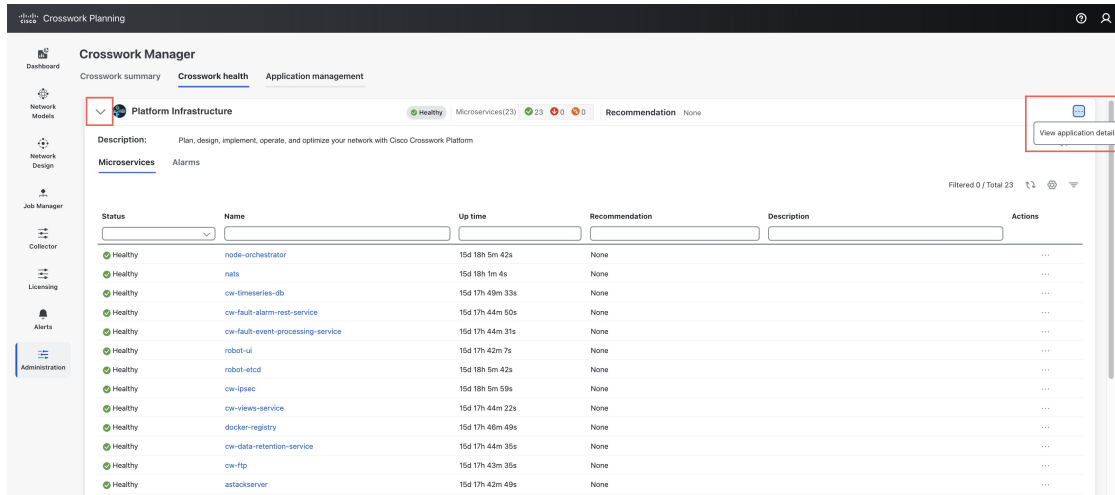 cisco Crosswork Planning
Dashboard
Network
Models
Network
Design
Job Manager
Collector
Licensing
Alerts
Administration
Crosswork Manager
Crosswork summary Crosswork health Application management
Platform Infrastructure Healthy Microservices(23) 23 0 0 Recommendation None
View application detail
Description: Plan, design, implement, operate, and optimize your network with Cisco Crosswork Platform
Microservices Alarms
Filtered 0 / Total 23
Status Name Up time Recommendation Description Actions
Healthy node-orchestrator 15d 18h 5m 42s None ...
Healthy nats 15d 18h 1m 4s None ...
Healthy cw-timeseries-db 15d 17h 49m 33s None ...
Healthy cw-fault-alarm-rest-service 15d 17h 44m 50s None ...
Healthy cw-fault-event-processing-service 15d 17h 44m 31s None ...
Healthy robot-ui 15d 17h 42m 7s None ...
Healthy robot-etcd 15d 18h 5m 42s None ...
Healthy cw-ipsec 15d 18h 5m 59s None ...
Healthy cw-views-service 15d 17h 44m 22s None ...
Healthy docker-registry 15d 17h 46m 49s None ...
Healthy cw-data-retention-service 15d 17h 44m 35s None ...
Healthy cw-ftp 15d 17h 43m 35s None ...
Healthy astackserver 15d 17h 42m 49s None ...